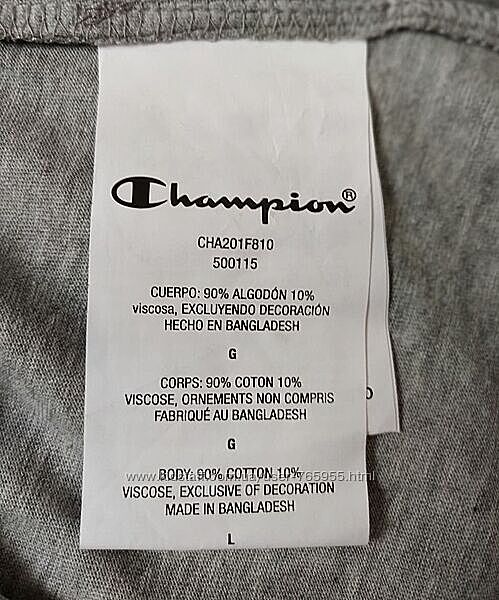 Champion®
CHA201F810
500115
CUERPO: 90% ALGODÓN 10%
viscosa, EXCLUYENDO DECORACIÓN
HECHO EN BANGLADESH
G
CORPS: 90% COTON 10%
VISCOSE, ORNEMENTS NON COMPRIS
FABRIQUÉ AU BANGLADESH
G
BODY: 90% COTTON 10%
VISCOSE, EXCLUSIVE OF DECORATION
MADE IN BANGLADESH
L